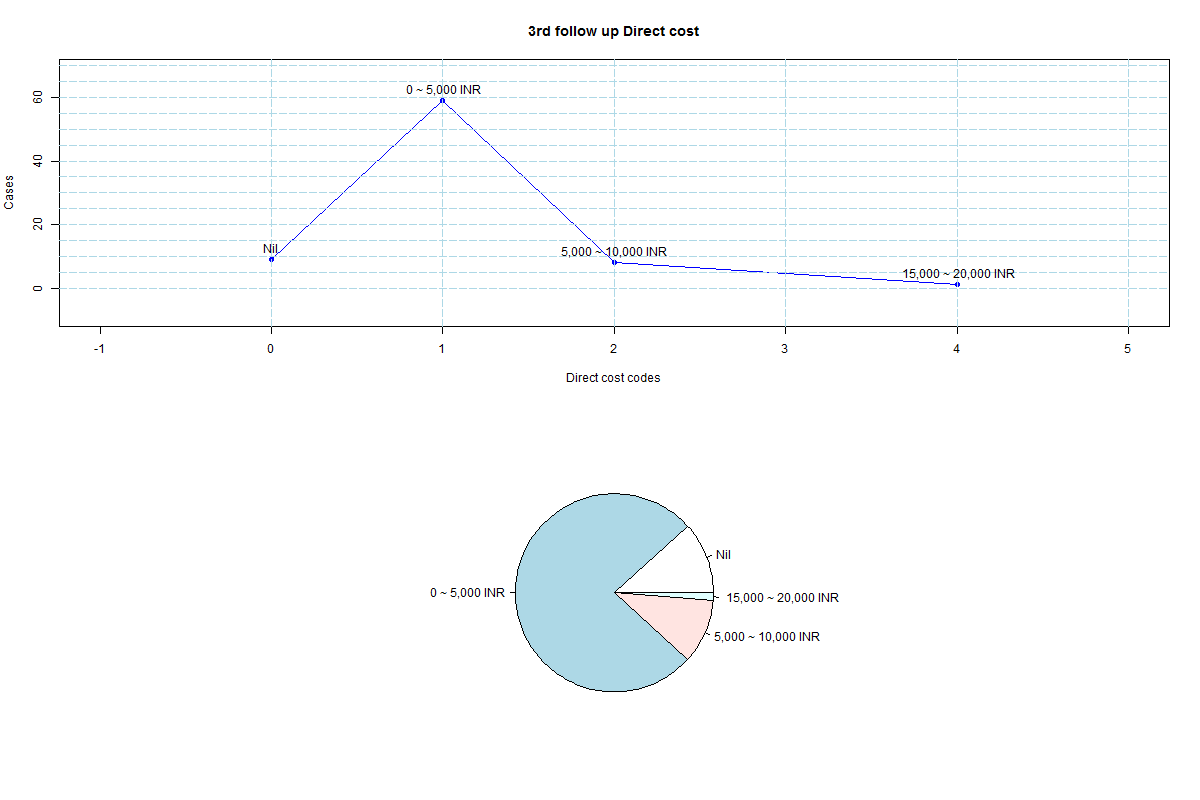 3rd follow up Direct cost
Cases
60
40
20
0
0 ~ 5,000 INR
Nil
5,000 ~ 10,000 INR
15,000 ~ 20,000 INR
-1 0 1 2 3 4 5
Direct cost codes
Nil
0 ~ 5,000 INR
15,000 ~ 20,000 INR
5,000 ~ 10,000 INR